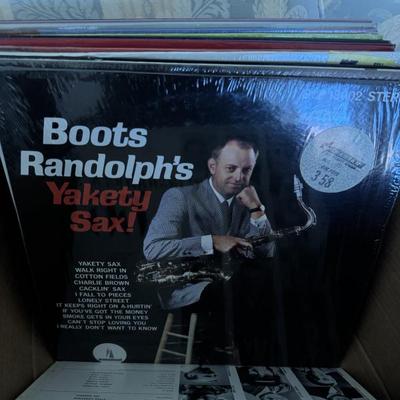 02 STER
Boots
Randolph's
Yakety
Sax!
3.58
YAKETY SAX
WALK RIGHT IN
COTTON FIELDS
CHARLIE BROWN
CACKLIN' SAX
I FALL TO PIECES
LONELY STREET
IT KEEPS RIGHT ON A-HURTIN'
IF YOU'VE GOT THE MONEY
SMOKE GETS IN YOUR EYES
CAN'T STOP LOVING YOU
I REALLY DON'T WANT TO KNOW